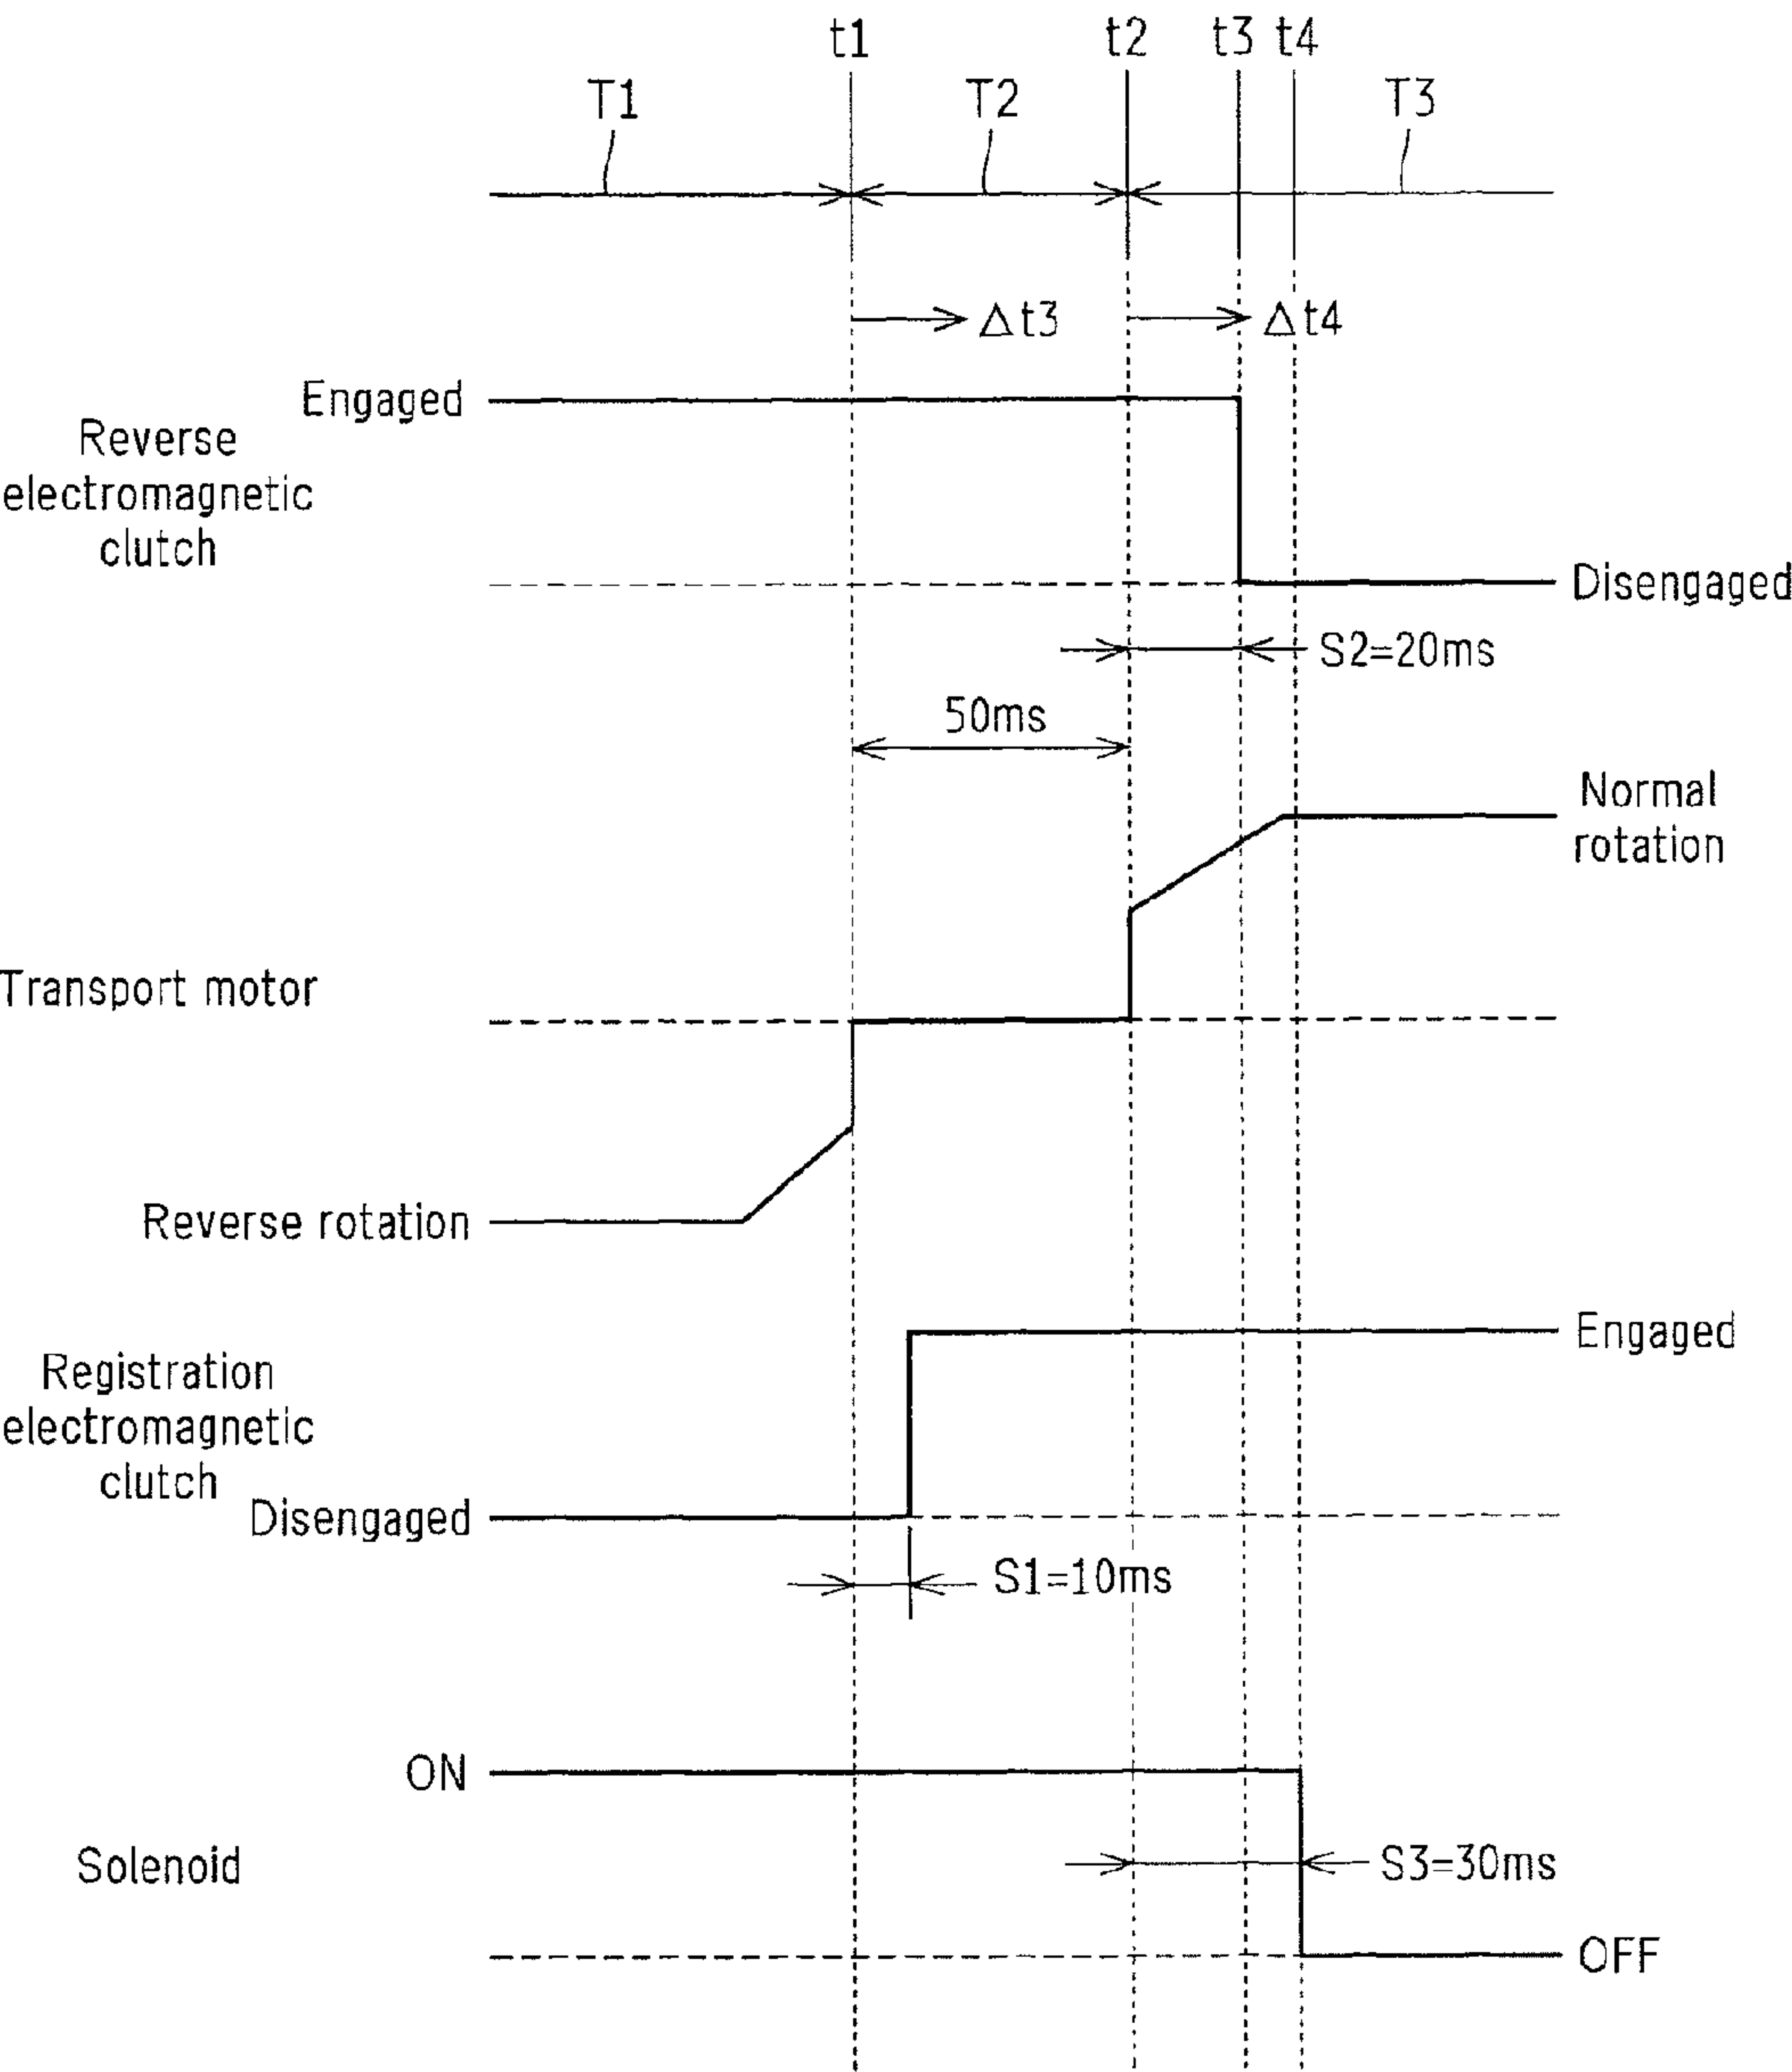 t1
t2
t3
t4
T1
T2
T3
Δt3
Δt4
Engaged
Reverse
electromagnetic
clutch
Disengaged
S2=20ms
50ms
Normal
rotation
Transport motor
Reverse rotation
Engaged
Registration
electromagnetic
clutch
Disengaged
S1=10ms
ON
Solenoid
S3=30ms
OFF